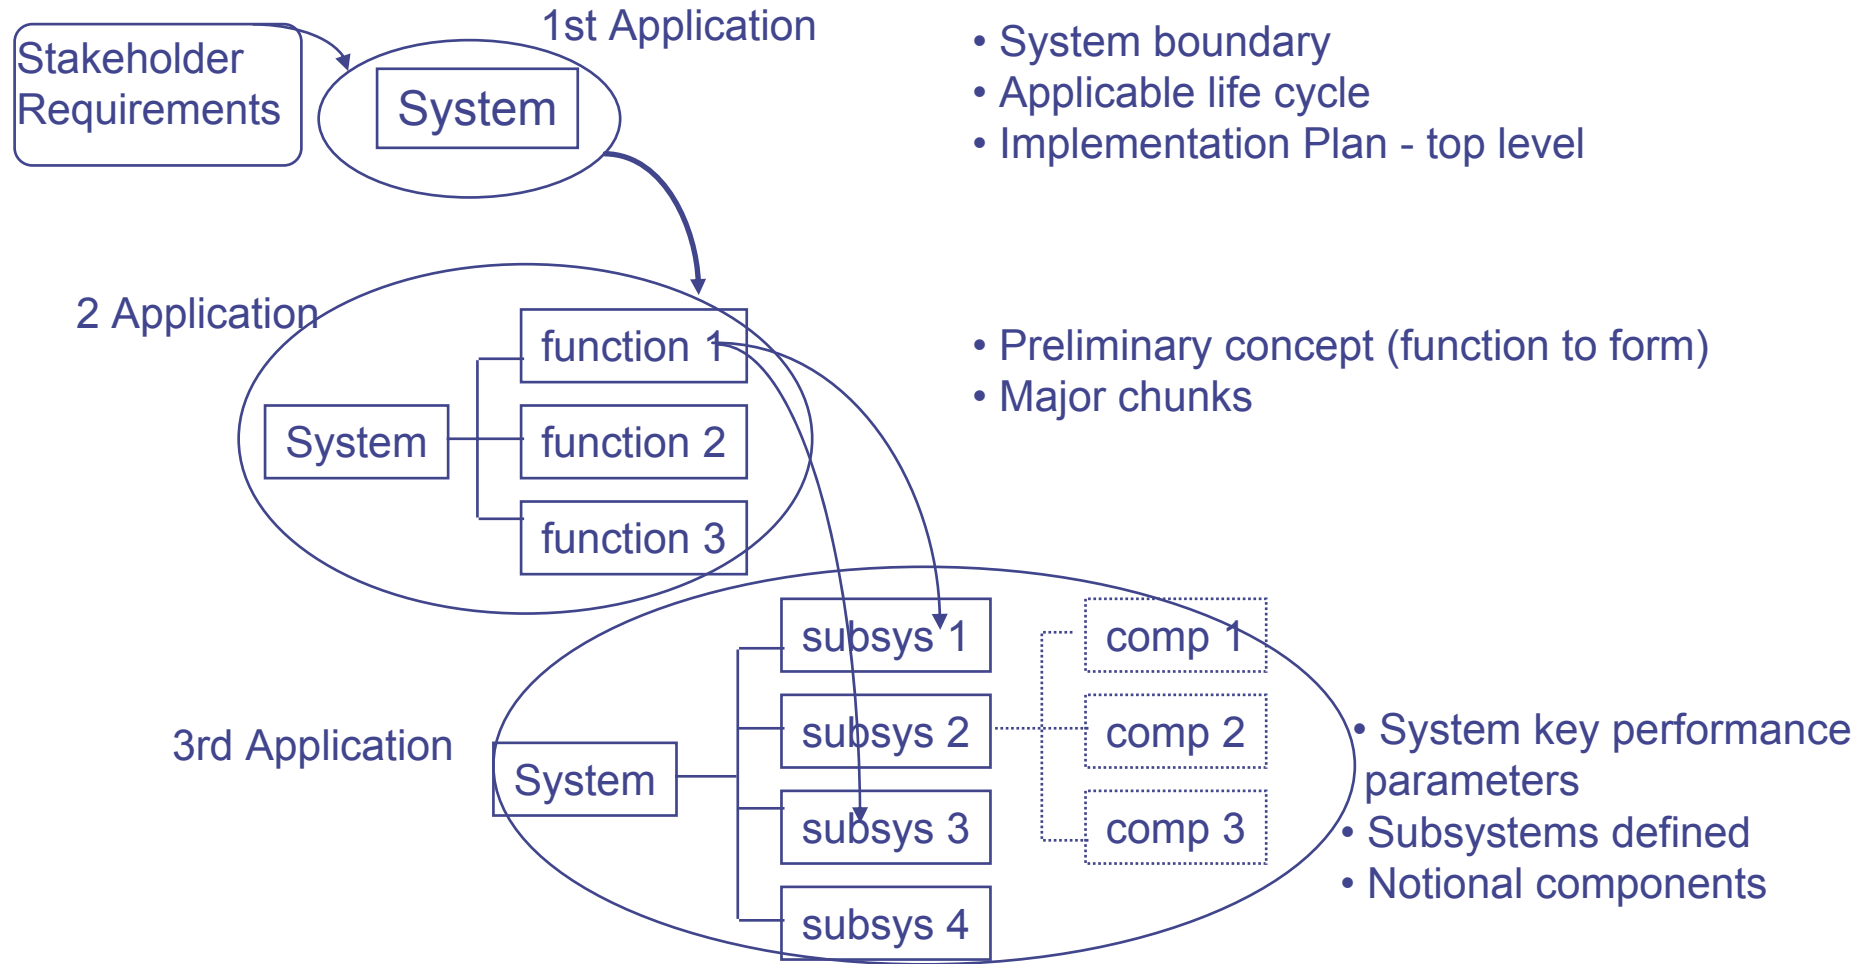 Stakeholder
Requirements
1st Application
System
• System boundary
• Applicable life cycle
• Implementation Plan - top level
2 Application
System
function 1
function 2
function 3
• Preliminary concept (function to form)
• Major chunks
3rd Application
System
subsys 1
subsys 2
subsys 3
subsys 4
comp 1
comp 2
comp 3
• System key performance
parameters
• Subsystems defined
• Notional components